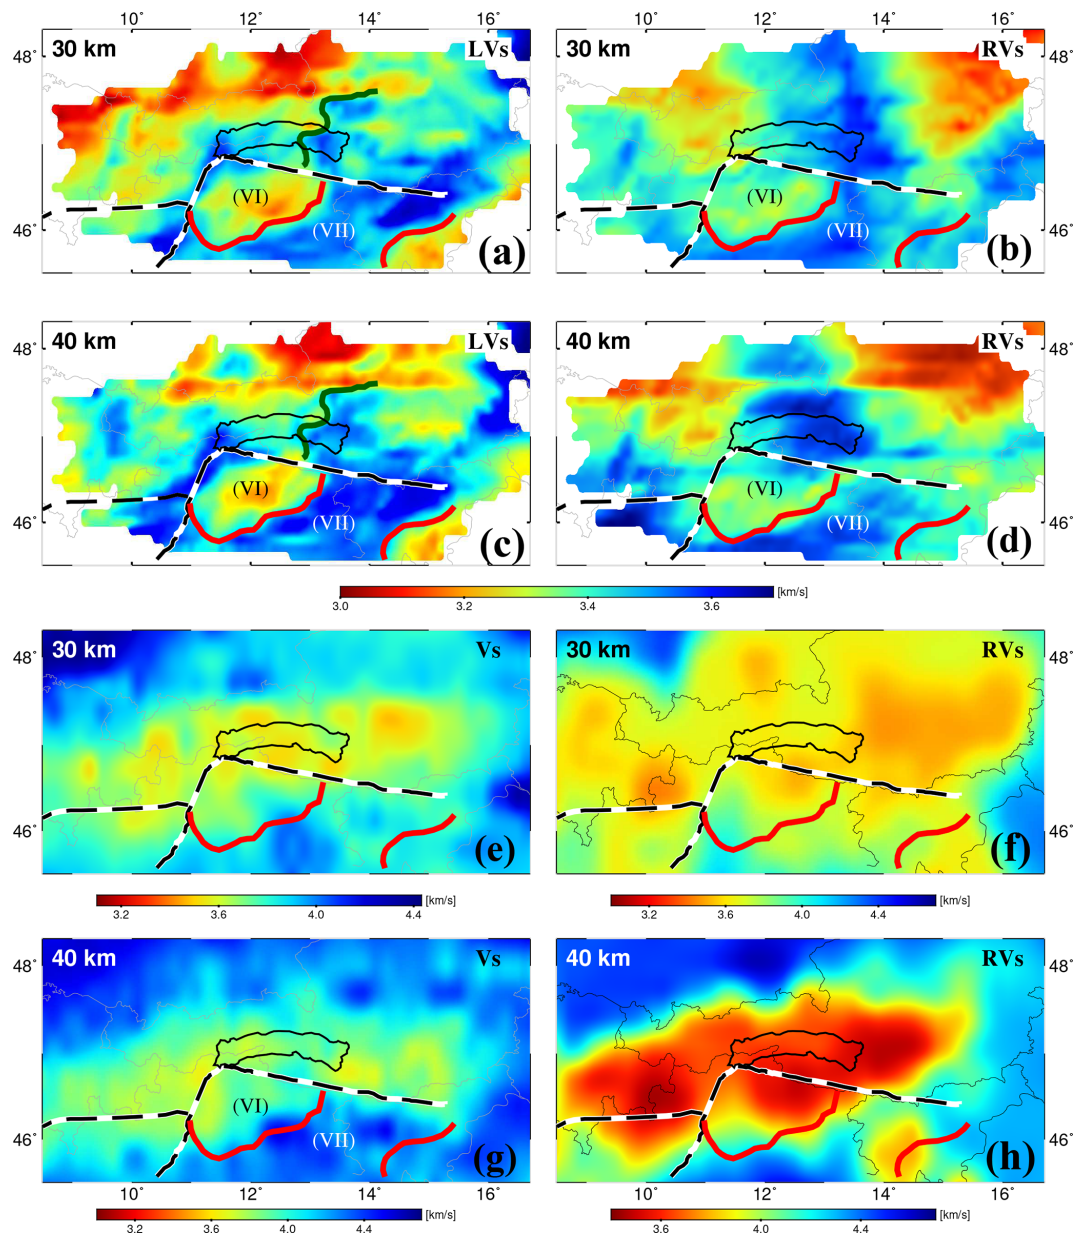 10° 12° 14° 16° 10° 12° 14° 16°
48° 30 km LVs 30 km RVs 48°
(VI) (VI)
46° (VII) (a) (VII) (b) 46°
48° 40 km LVs 40 km RVs 48°
(VI) (VI)
46° (VII) (c) (VII) (d) 46°
3.0 3.2 3.4 3.6 [km/s]
48° 30 km Vs 30 km RVs 48°
46° (e) (f) 46°
3.2 3.6 4.0 4.4 [km/s] 3.2 3.6 4.0 4.4 [km/s]
48° 40 km Vs 40 km RVs 48°
(VI)
46° (VII) (g) (h) 46°
10° 12° 14° 16° 10° 12° 14° 16°
3.2 3.6 4.0 4.4 [km/s] 3.6 4.0 4.4 [km/s]